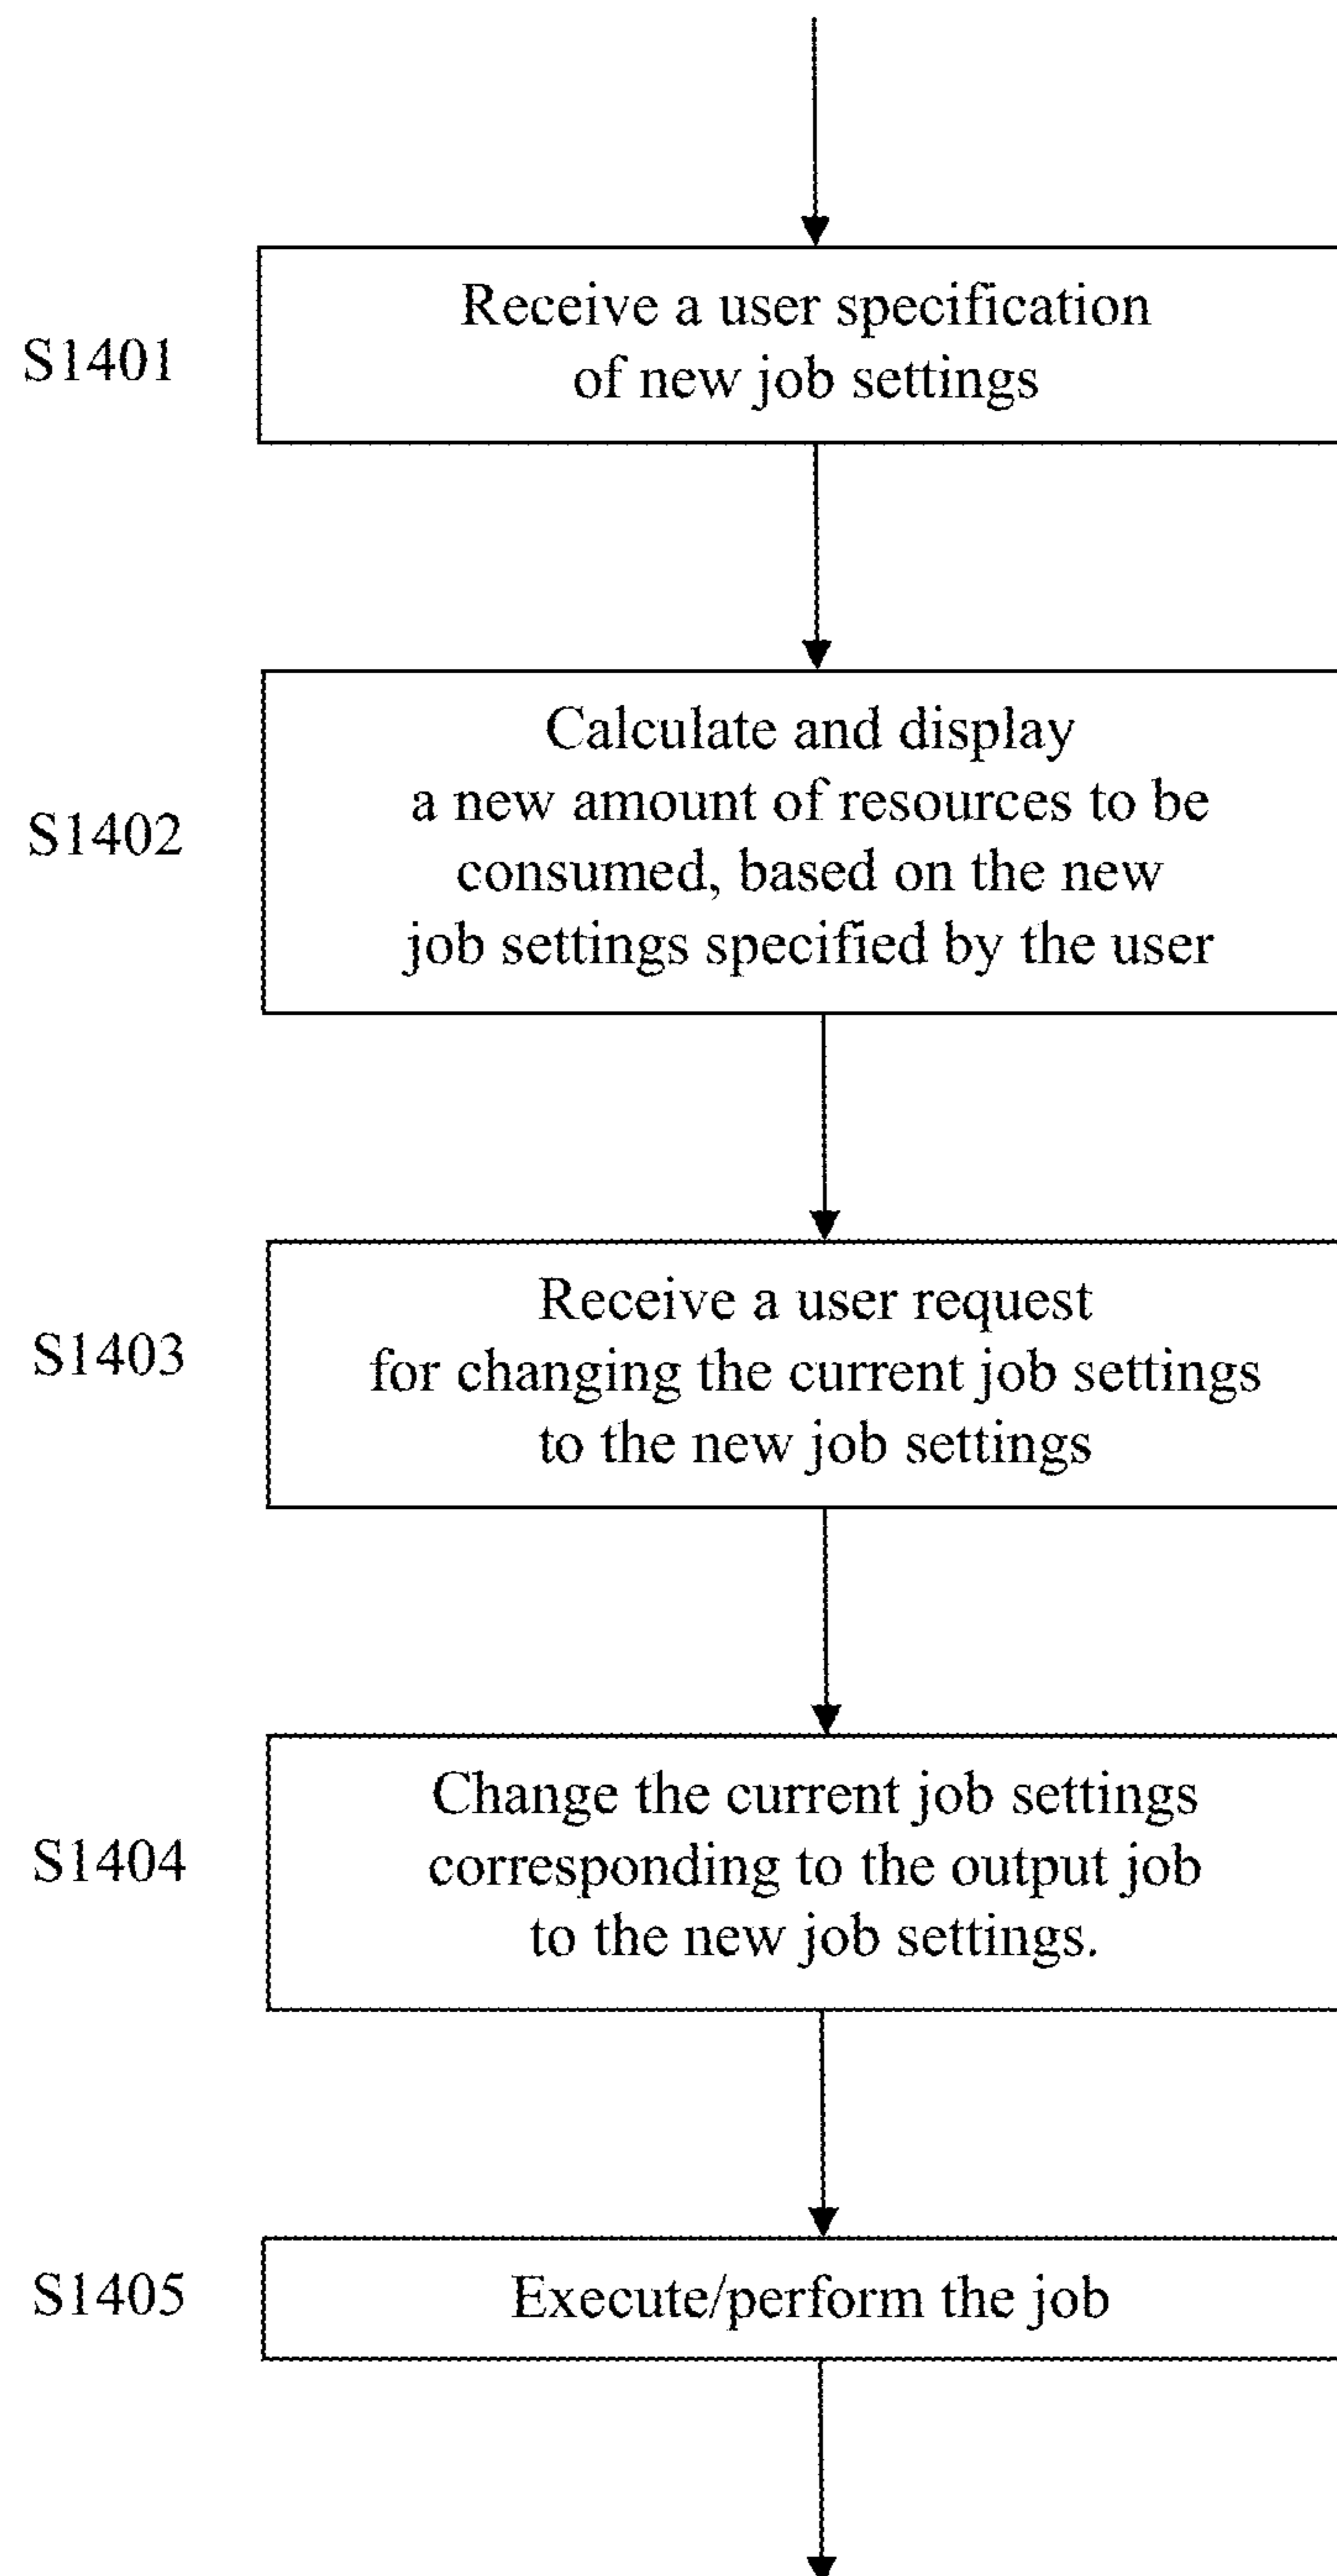 S1401
Receive a user specification
of new job settings
S1402
Calculate and display
a new amount of resources to be
consumed, based on the new
job settings specified by the user
S1403
Receive a user request
for changing the current job settings
to the new job settings
S1404
Change the current job settings
corresponding to the output job
to the new job settings.
S1405
Execute/perform the job